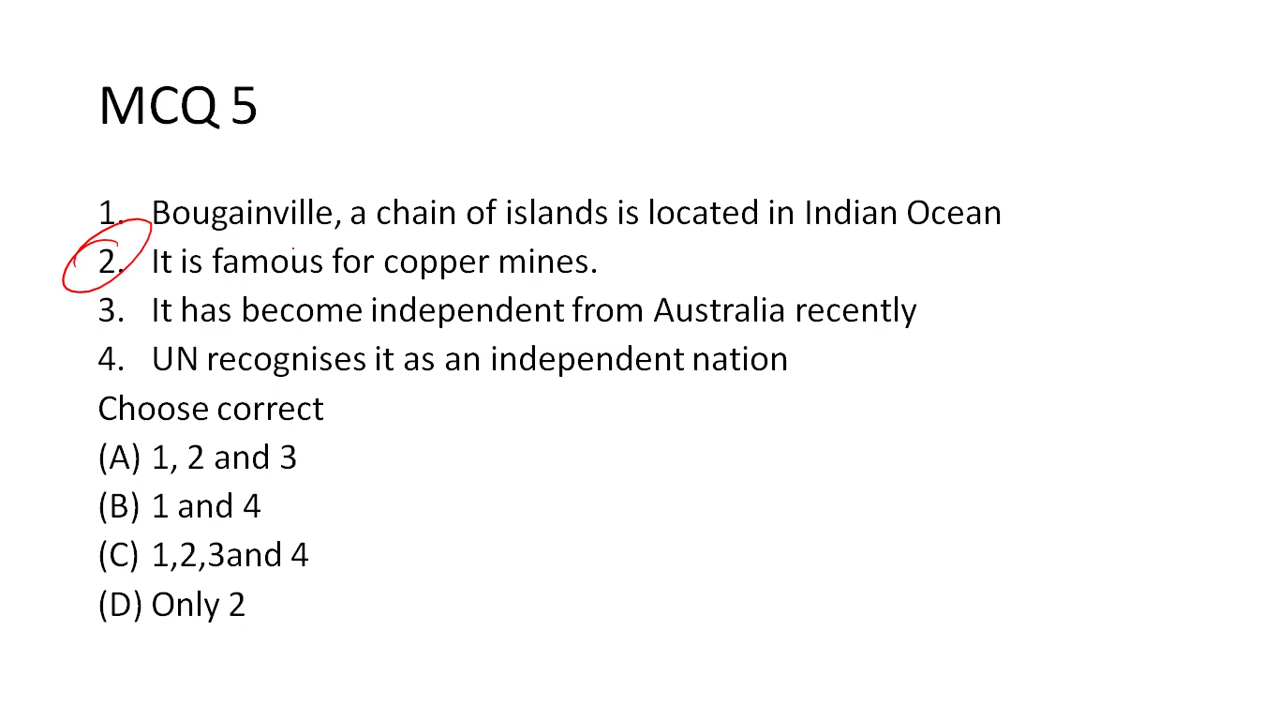 MCQ 5
1. Bougainville, a chain of islands is located in Indian Ocean
2. It is famous for copper mines.
3. It has become independent from Australia recently
4. UN recognises it as an independent nation
Choose correct
(A) 1, 2 and 3
(B) 1 and 4
(C) 1,2,3and 4
(D) Only 2